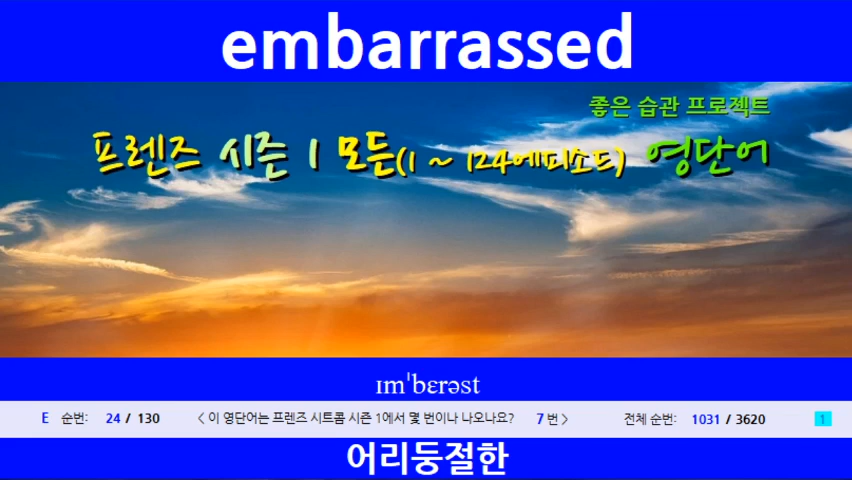 embarrassed
좋은 습관 프로젝트
프렌즈 시즌 1 모든(1 ~ 124에피소드) 영단어
ɪmˈbɛrəst
E 순번: 24 / 130 < 이 영단어는 프렌즈 시트콤 시즌 1에서 몇 번이나 나오나요? 7 번 > 전체 순번: 1031 / 3620 1
어리둥절한